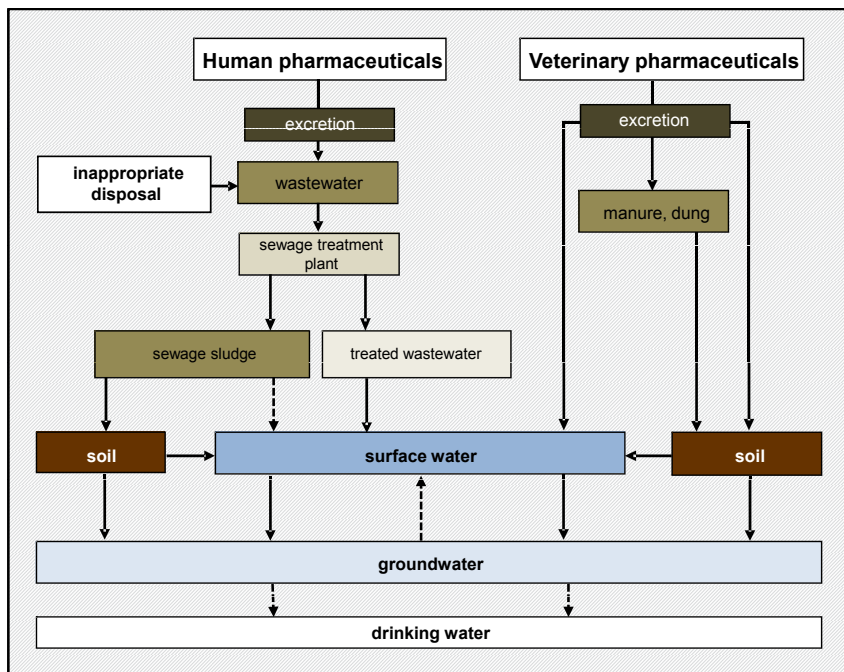 Human pharmaceuticals
Veterinary pharmaceuticals
excretion
excretion
inappropriate
disposal
wastewater
manure, dung
sewage treatment
plant
sewage sludge
treated wastewater
soil
surface water
soil
groundwater
drinking water